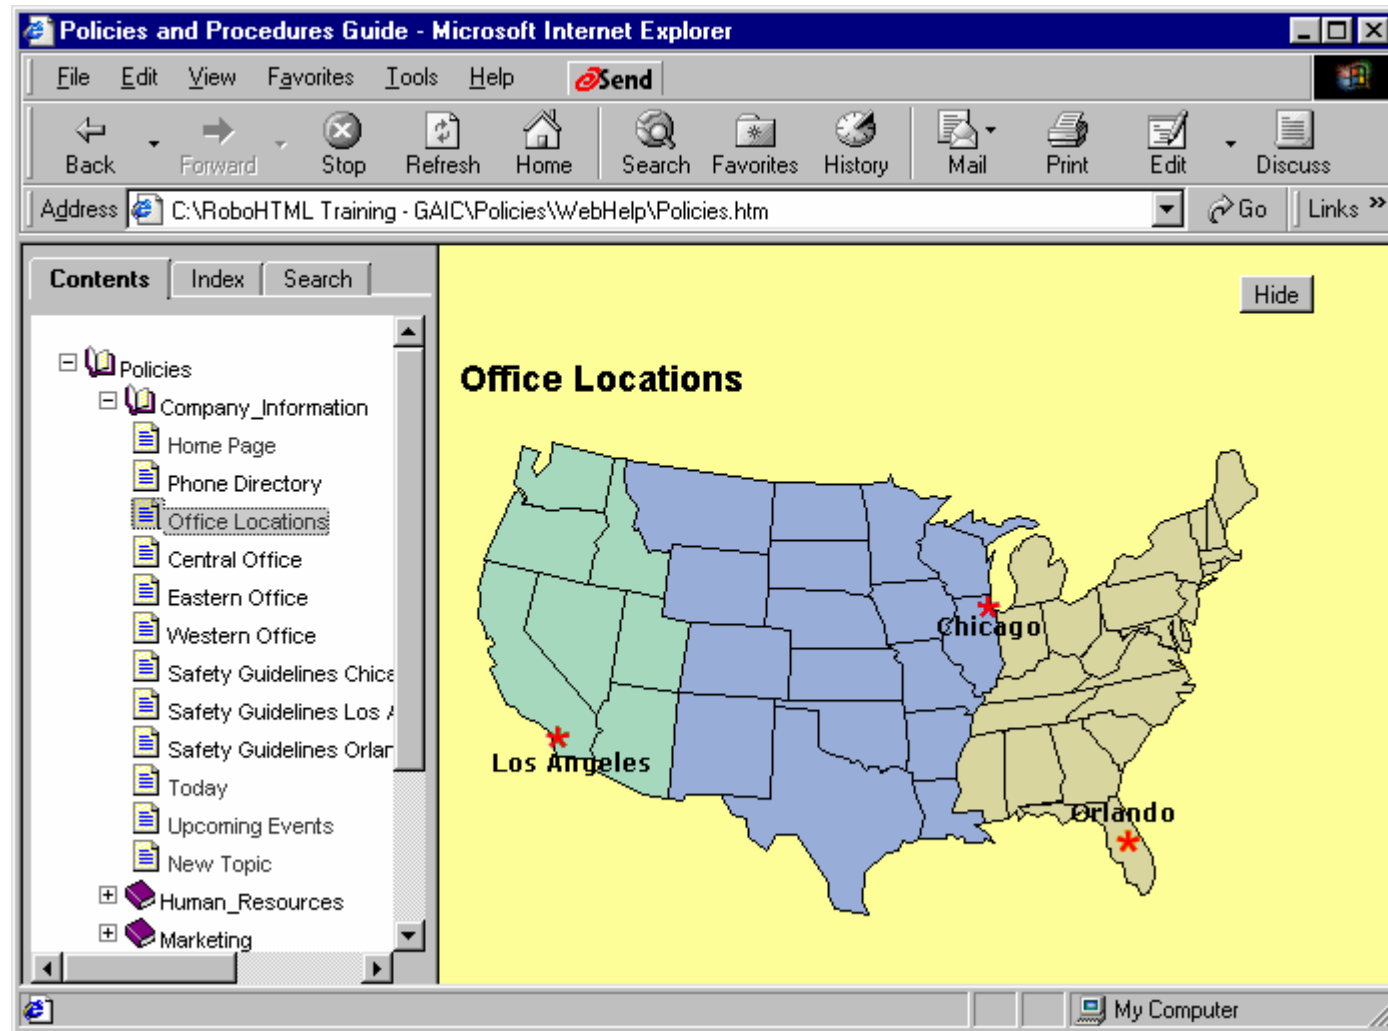 Policies and Procedures Guide - Microsoft Internet Explorer
File Edit View Favorites Tools Help eSend
Back Forward Stop Refresh Home Search Favorites History Mail Print Edit Discuss
Address C:\RoboHTML Training - GAIC\Policies\WebHelp\Policies.htm Go Links »
Contents Index Search
Hide
Policies
Company_Information
Home Page
Phone Directory
Office Locations
Central Office
Eastern Office
Western Office
Safety Guidelines Chica
Safety Guidelines Los A
Safety Guidelines Orlan
Today
Upcoming Events
New Topic
Human_Resources
Marketing
Office Locations
Chicago
Los Angeles
Orlando
My Computer